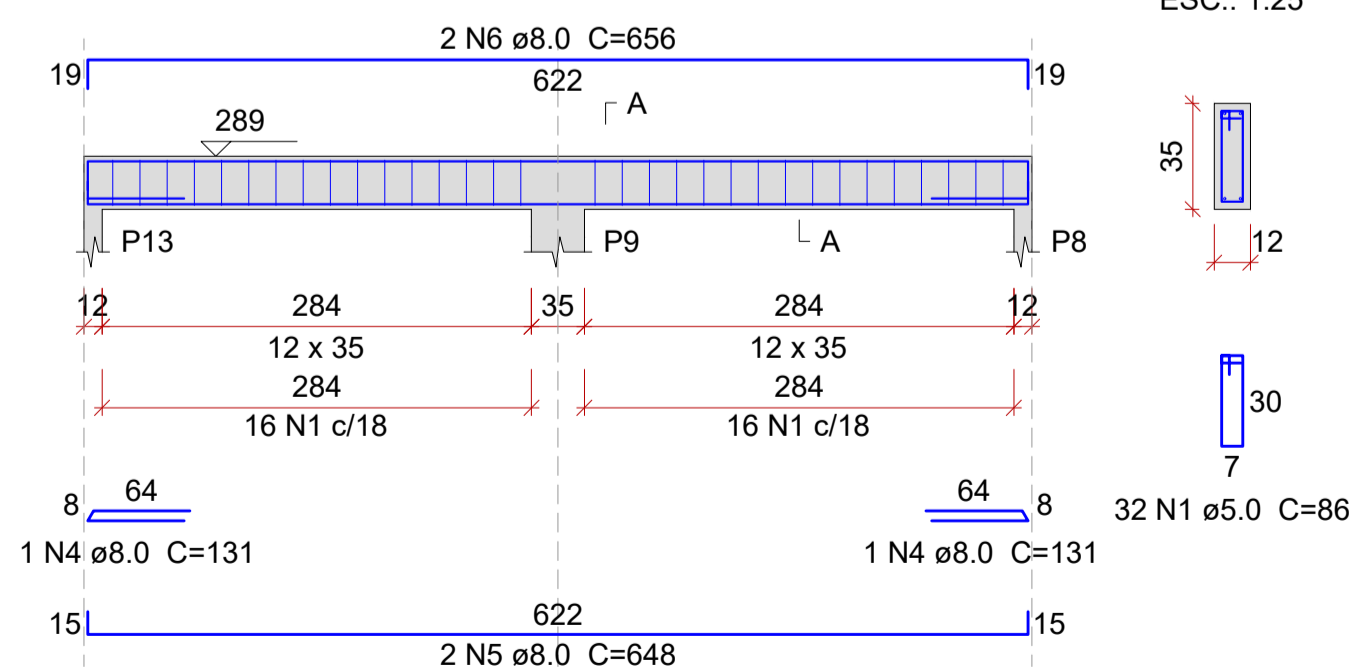 ESC.: 1:25
2 N6 ø8.0 C=656
19
622
19
A
289
35
12
P13
P9
A
P8
12
284
35
284
12
12 x 35
12 x 35
284
284
16 N1 c/18
16 N1 c/18
30
7
32 N1 ø5.0 C=86
8
64
64
8
1 N4 ø8.0 C=131
1 N4 ø8.0 C=131
15
622
15
2 N5 ø8.0 C=648